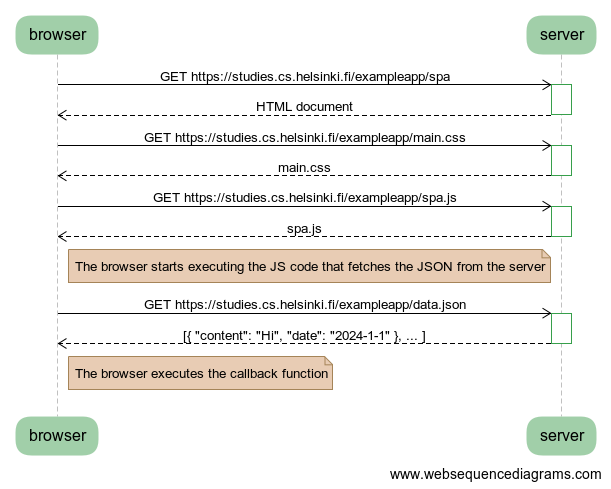 browser server
GET https://studies.cs.helsinki.fi/exampleapp/spa
HTML document
GET https://studies.cs.helsinki.fi/exampleapp/main.css
main.css
GET https://studies.cs.helsinki.fi/exampleapp/spa.js
spa.js
The browser starts executing the JS code that fetches the JSON from the server
GET https://studies.cs.helsinki.fi/exampleapp/data.json
[{ "content": "Hi", "date": "2024-1-1" }, ... ]
The browser executes the callback function
browser server
www.websequencediagrams.com